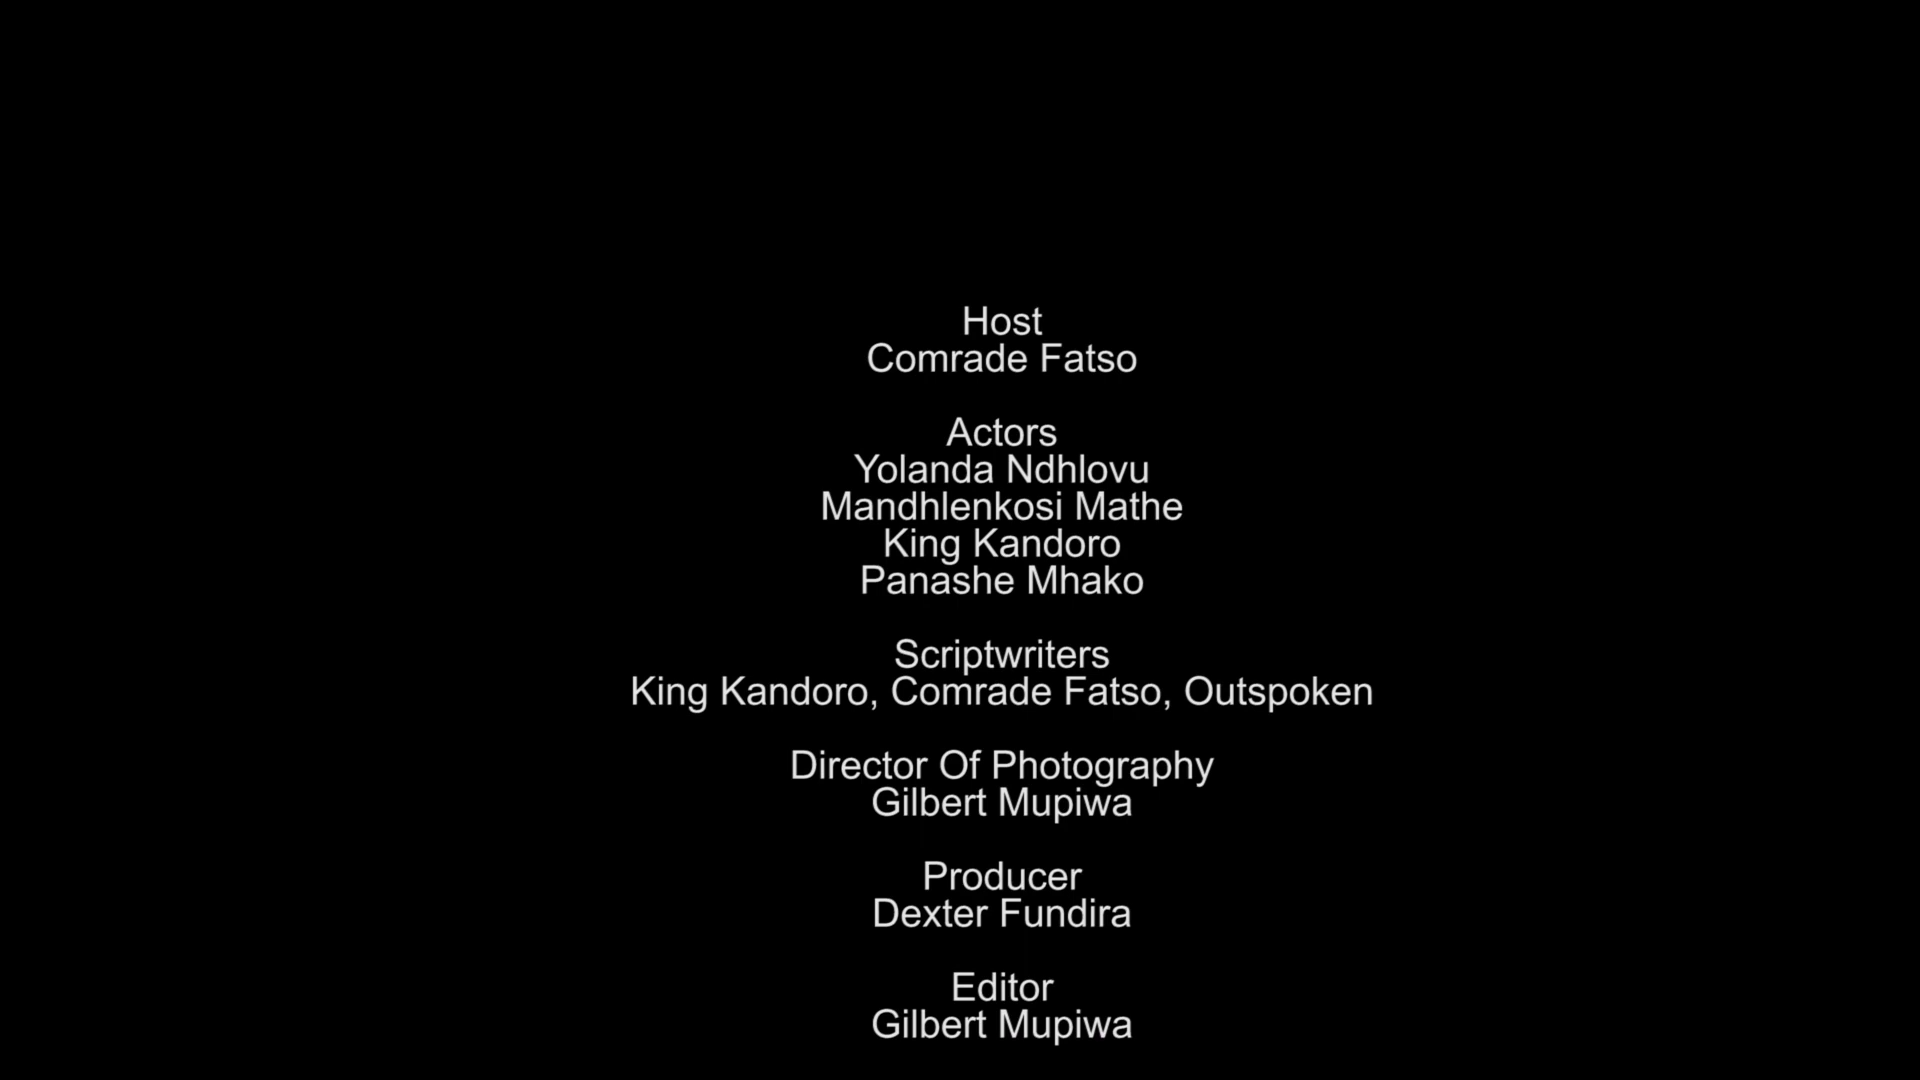 Host
Comrade Fatso
Actors
Yolanda Ndhlovu
Mandhlenkosi Mathe
King Kandoro
Panashe Mhako
Scriptwriters
King Kandoro, Comrade Fatso, Outspoken
Director Of Photography
Gilbert Mupiwa
Producer
Dexter Fundira
Editor
Gilbert Mupiwa